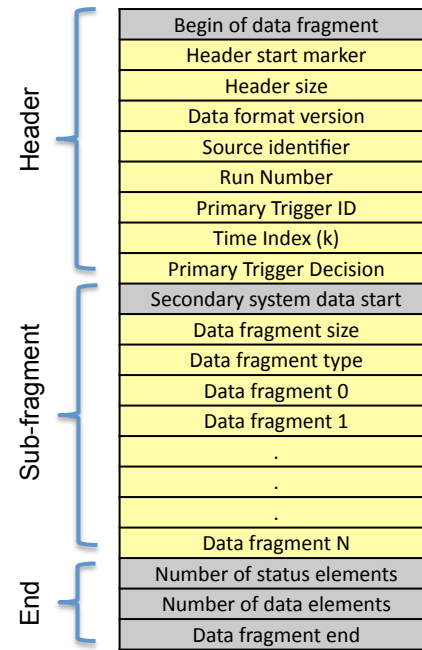 Header
Begin of data fragment
Header start marker
Header size
Data format version
Source identifier
Run Number
Primary Trigger ID
Time Index (k)
Primary Trigger Decision
Sub-fragment
Secondary system data start
Data fragment size
Data fragment type
Data fragment 0
Data fragment 1
.
.
.
Data fragment N
End
Number of status elements
Number of data elements
Data fragment end